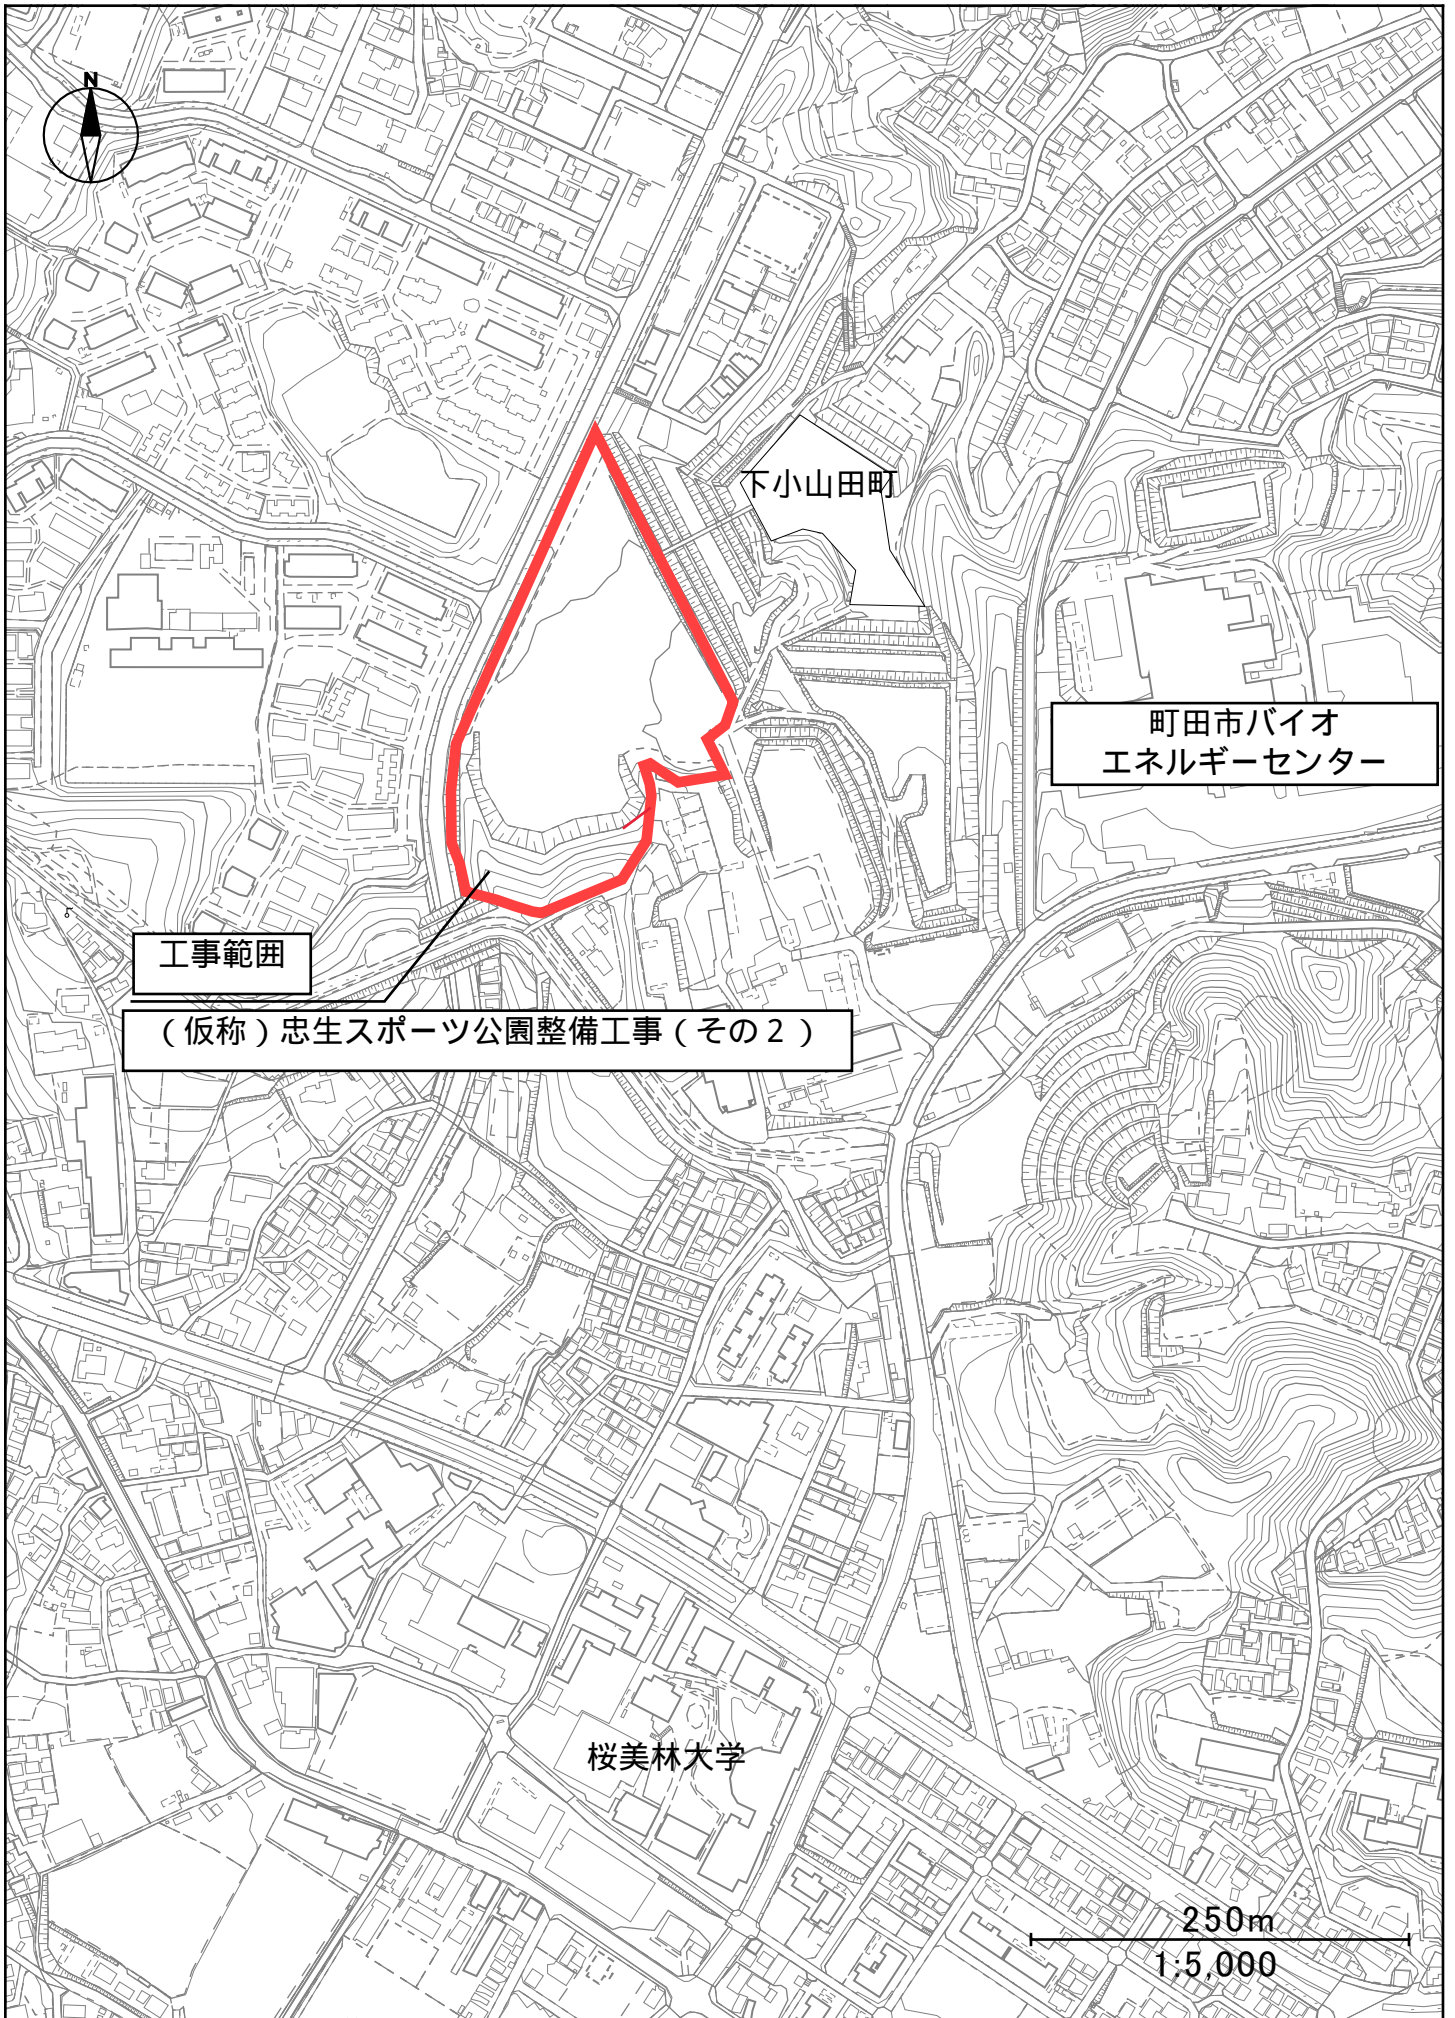 N
下小山田町
町田市バイオ
エネルギーセンター
工事範囲
（仮称）忠生スポーツ公園整備工事（その２）
桜美林大学
250m
1:5,000